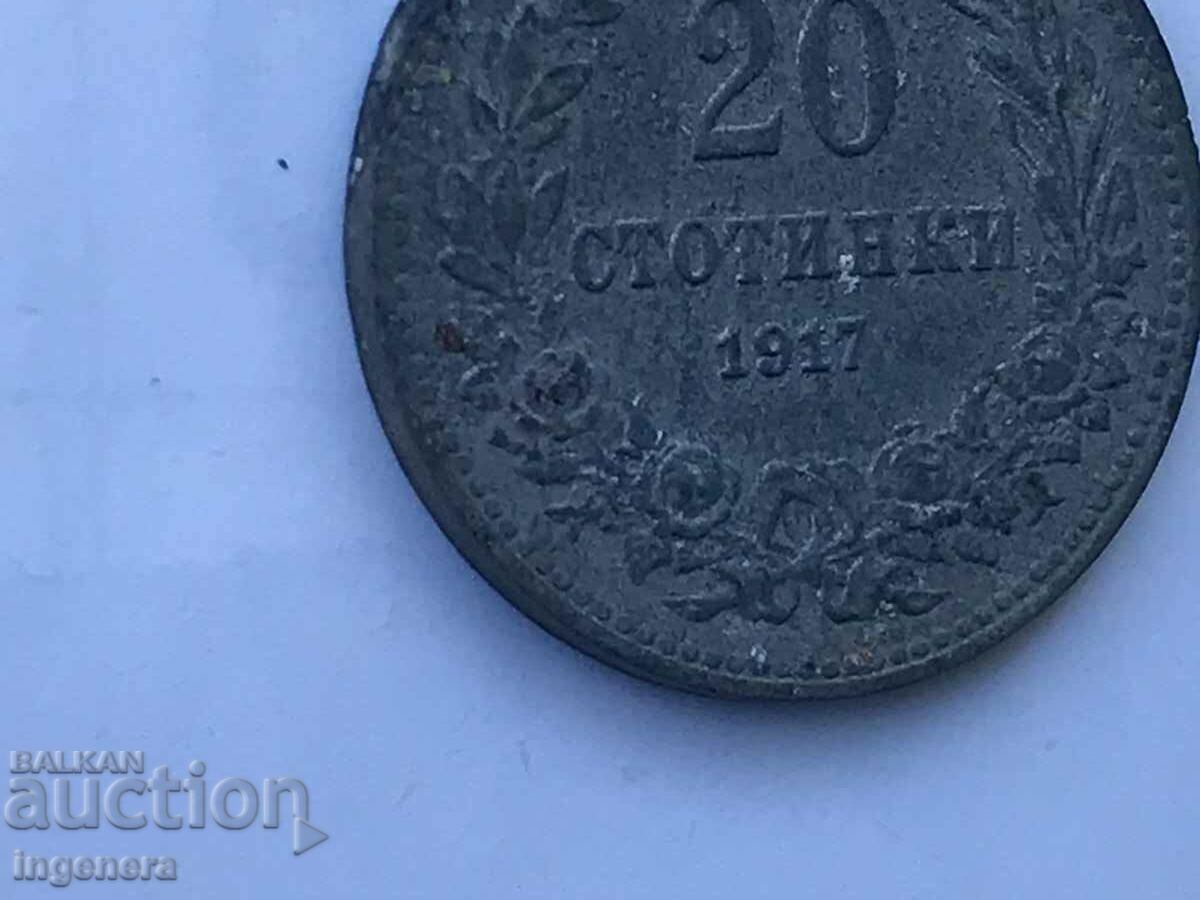 20
СТОТИНКИ
1917
BALKAN
auction
ingenera